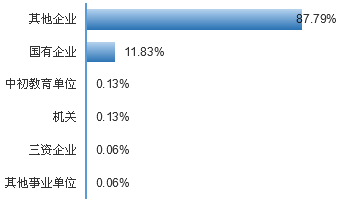 其他企业 87.79%
国有企业 11.83%
中初教育单位 0.13%
机关 0.13%
三资企业 0.06%
其他事业单位 0.06%